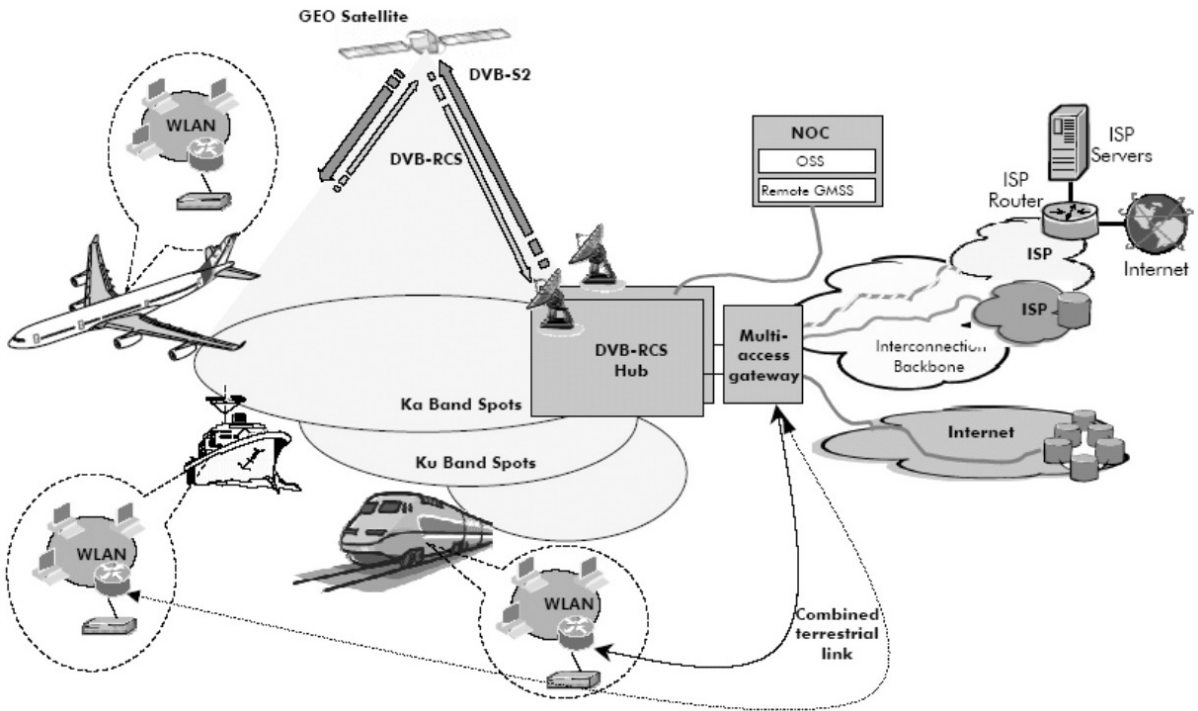 GEO Satellite
DVB-S2
DVB-RCS
WLAN
NOC
OSS
Remote GMSS
ISP
Servers
ISP
Router
ISP
Internet
ISP
Interconnection
Backbone
Multi-
access
gateway
DVB-RCS
Hub
Ka Band Spots
Ku Band Spots
Internet
WLAN
WLAN
Combined
terrestrial
link